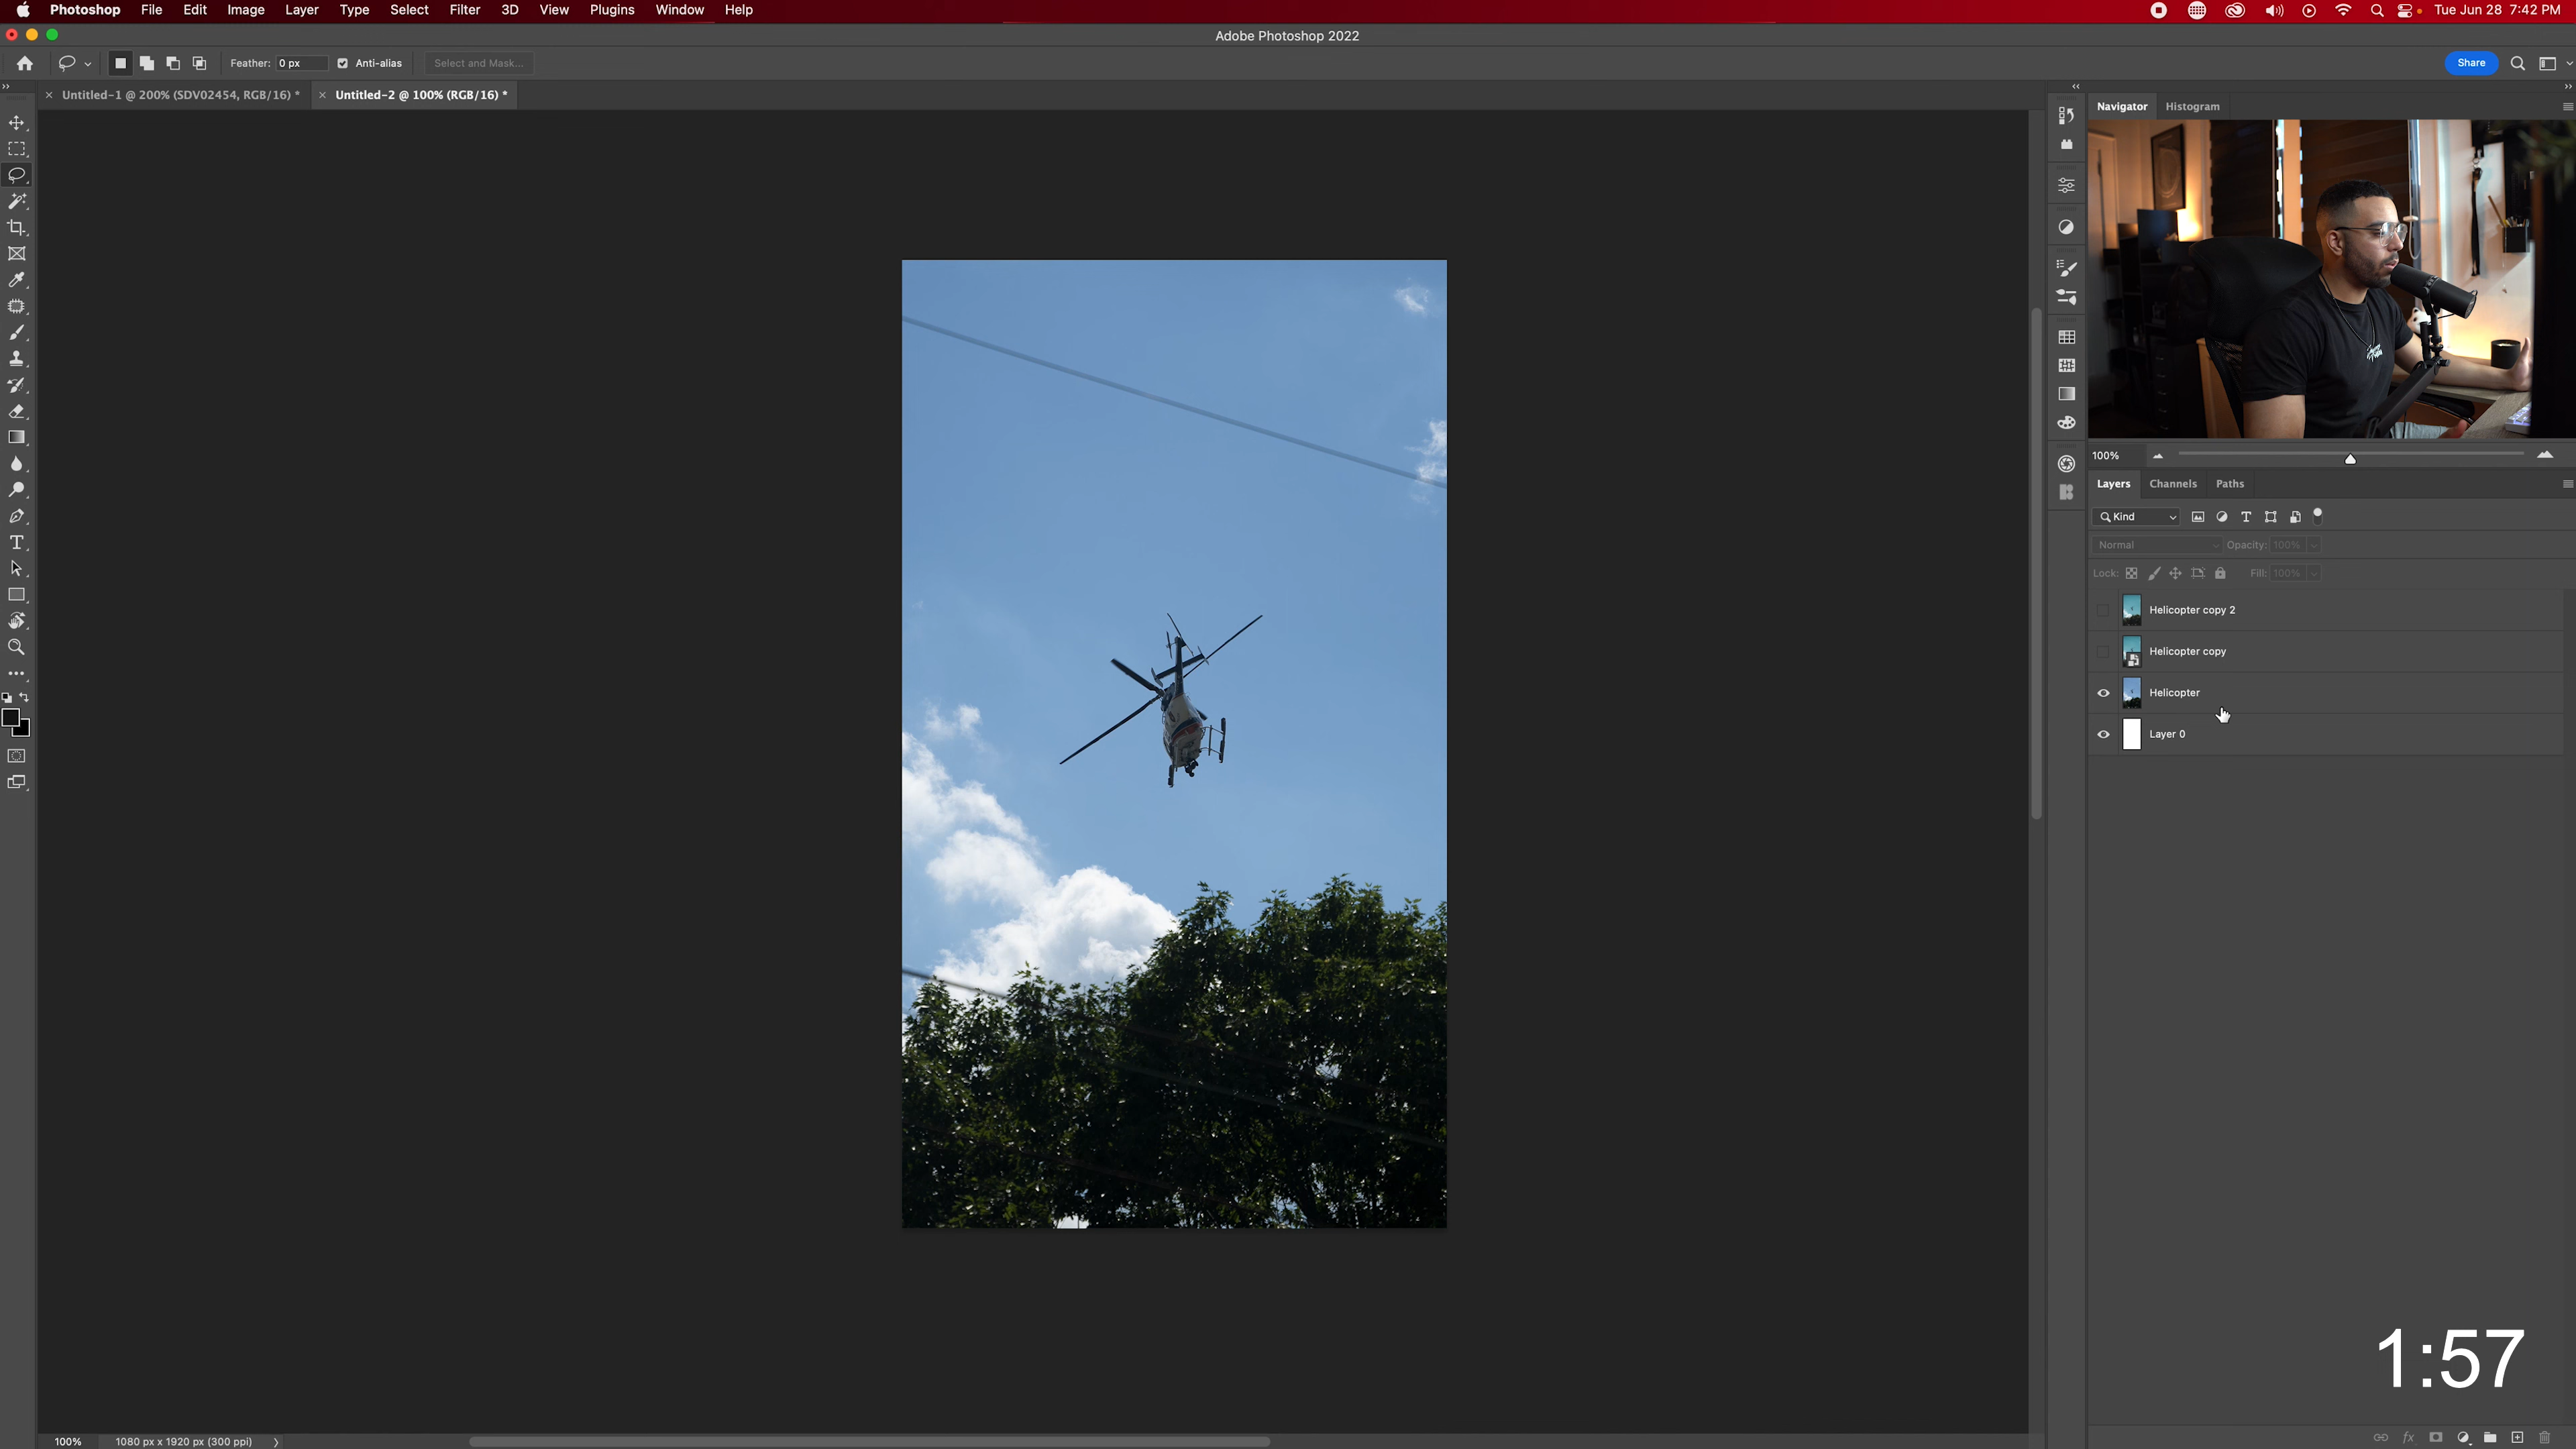 Photoshop File Edit Image Layer Type Select Filter 3D View Plugins Window Help Tue Jun 28 7:42 PM
Adobe Photoshop 2022
Feather: 0 px Anti-alias Select and Mask... Share
Untitled-1 @ 200% (SDV02454, RGB/16) * Untitled-2 @ 100% (RGB/16) *
Navigator Histogram
100%
Layers Channels Paths
Kind
Normal Opacity: 100%
Lock: Fill: 100%
Helicopter copy 2
Helicopter copy
Helicopter
Layer 0
1:57
100% 1080 px x 1920 px (300 ppi)
fx